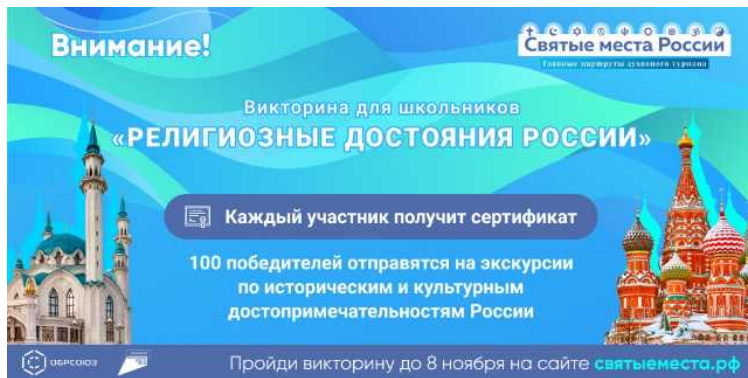 Внимание!
Святые места России
Главные маршруты духовного туризма
Викторина для школьников
«РЕЛИГИОЗНЫЕ ДОСТОЯНИЯ РОССИИ»
Каждый участник получит сертификат
100 победителей отправятся на экскурсии
по историческим и культурным
достопримечательностям России
ОБРСОЮЗ
Пройди викторину до 8 ноября на сайте святыеместа.рф